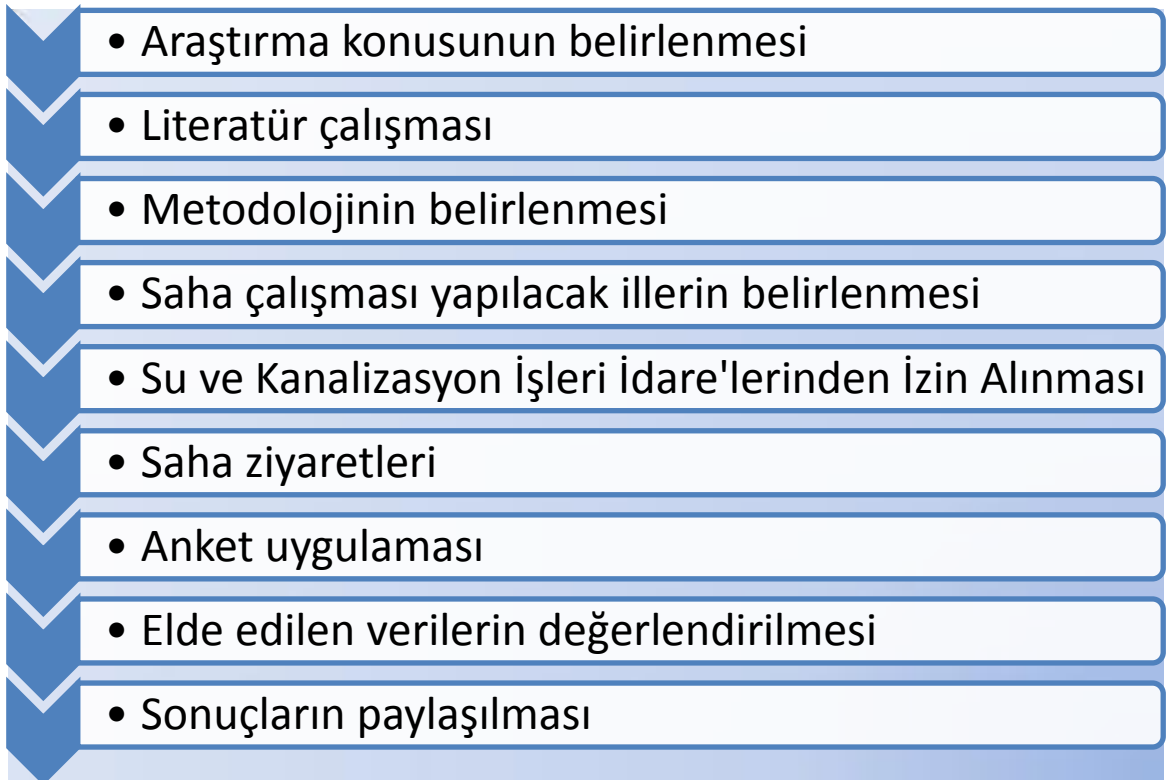 • Araştırma konusunun belirlenmesi
• Literatür çalışması
• Metodolojinin belirlenmesi
• Saha çalışması yapılacak illerin belirlenmesi
• Su ve Kanalizasyon İşleri İdare'lerinden İzin Alınması
• Saha ziyaretleri
• Anket uygulaması
• Elde edilen verilerin değerlendirilmesi
• Sonuçların paylaşılması